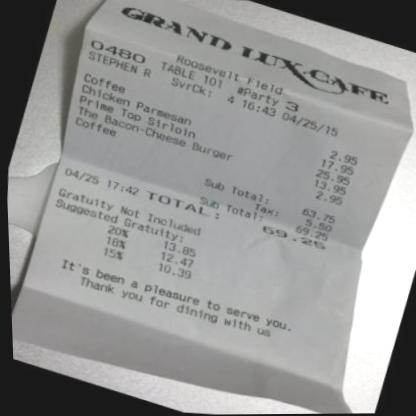 GRAND LUX CAFE
Roosevelt Field
0480 TABLE 101 #Party 3
STEPHEN R SvrCk: 4 16:43 04/25/15
Coffee 2.95
Chicken Parmesan 17.95
Prime Top Sirloin 25.95
The Bacon-Cheese Burger 13.95
Coffee 2.95
Sub Total: 63.75
Tax: 5.50
Sub Total: 69.25
04/25 17:42 TOTAL: 69.25
Gratuity Not Included
Suggested Gratuity:
20% 13.85
18% 12.47
15% 10.39
It's been a pleasure to serve you.
Thank you for dining with us